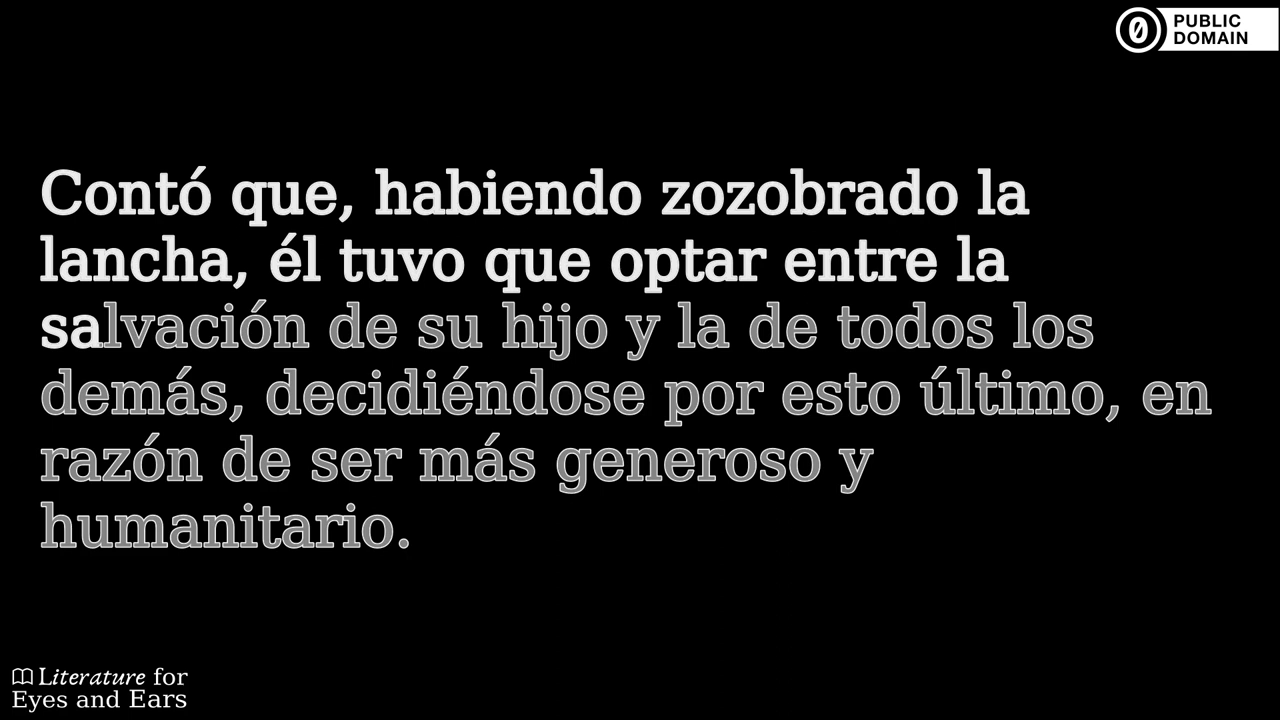 PUBLIC
DOMAIN
Contó que, habiendo zozobrado la
lancha, él tuvo que optar entre la
salvación de su hijo y la de todos los
demás, decidiéndose por esto último, en
razón de ser más generoso y
humanitario.
Literature for
Eyes and Ears